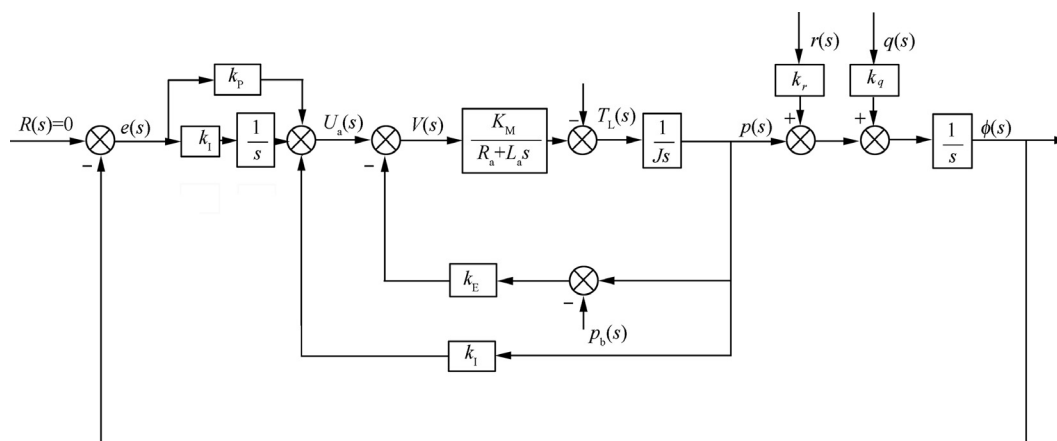 r(s)
q(s)
k_P
k_r
k_q
R(s)=0
e(s)
k_I
1/s
U_a(s)
V(s)
K_M/(R_a+L_a s)
T_L(s)
1/(Js)
p(s)
+
+
1/s
ϕ(s)
−
−
−
k_E
−
p_b(s)
k_I